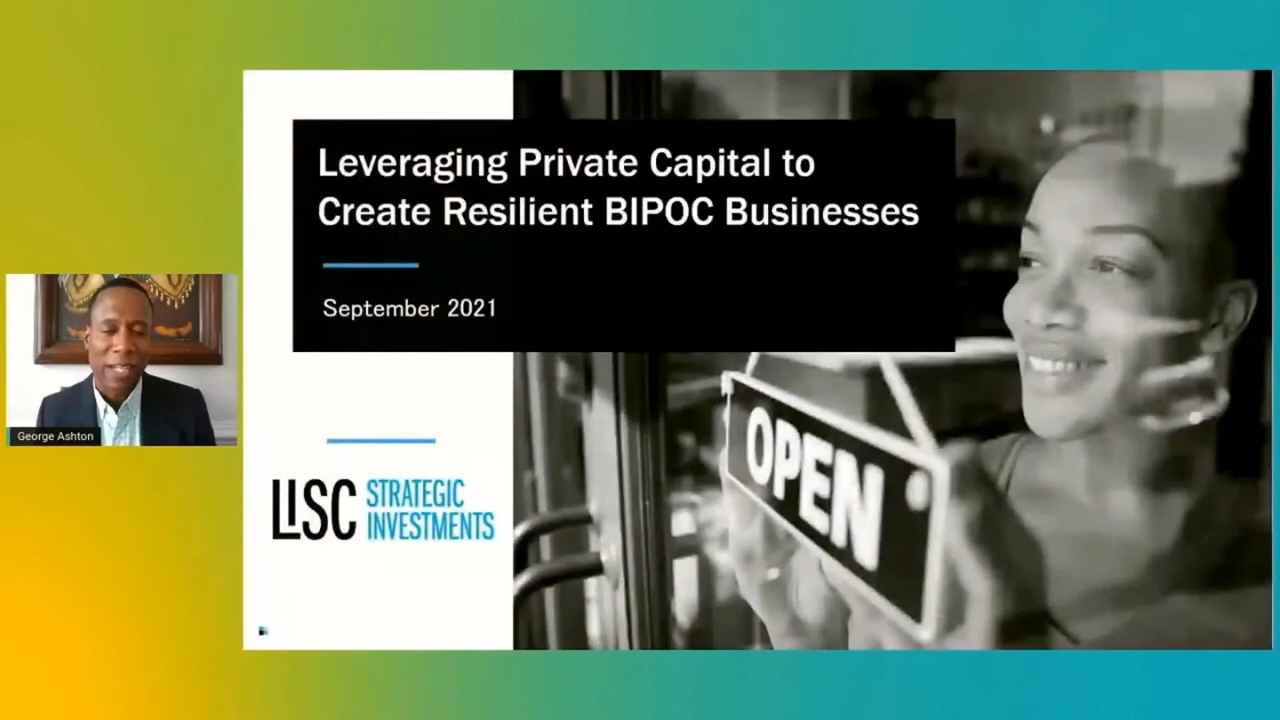 Leveraging Private Capital to
Create Resilient BIPOC Businesses
September 2021
George Ashton
LISC STRATEGIC
INVESTMENTS
OPEN